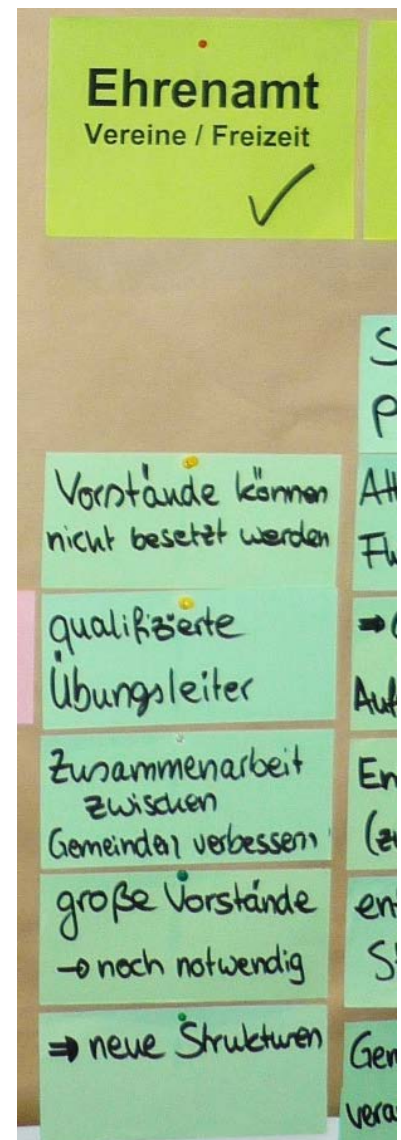 Ehrenamt
Vereine / Freizeit
Vorstände können
nicht besetzt werden
qualifizierte
Übungsleiter
Zusammenarbeit
zwischen
Gemeinden verbessern
große Vorstände
→ noch notwendig
⇒ neue Strukturen